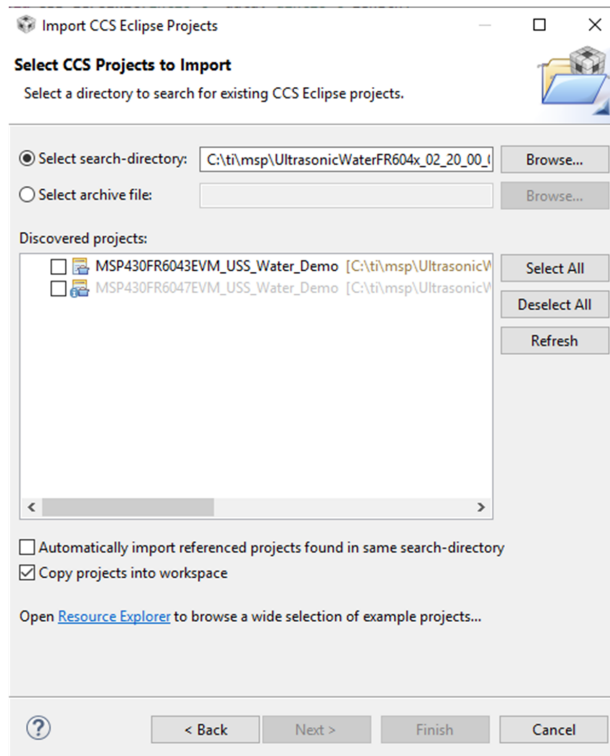 Import CCS Eclipse Projects
Select CCS Projects to Import
Select a directory to search for existing CCS Eclipse projects.
Select search-directory: C:\ti\msp\UltrasonicWaterFR604x_02_20_00_ Browse...
Select archive file: Browse...
Discovered projects:
MSP430FR6043EVM_USS_Water_Demo [C:\ti\msp\Ultrasonic Select All
MSP430FR6047EVM_USS_Water_Demo [C:\ti\msp\Ultrasonic
Deselect All
Refresh
Automatically import referenced projects found in same search-directory
Copy projects into workspace
Open Resource Explorer to browse a wide selection of example projects...
? < Back Next > Finish Cancel